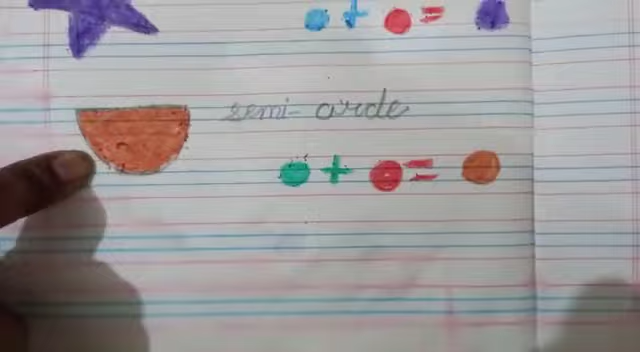 + =
semi-circle
+ =